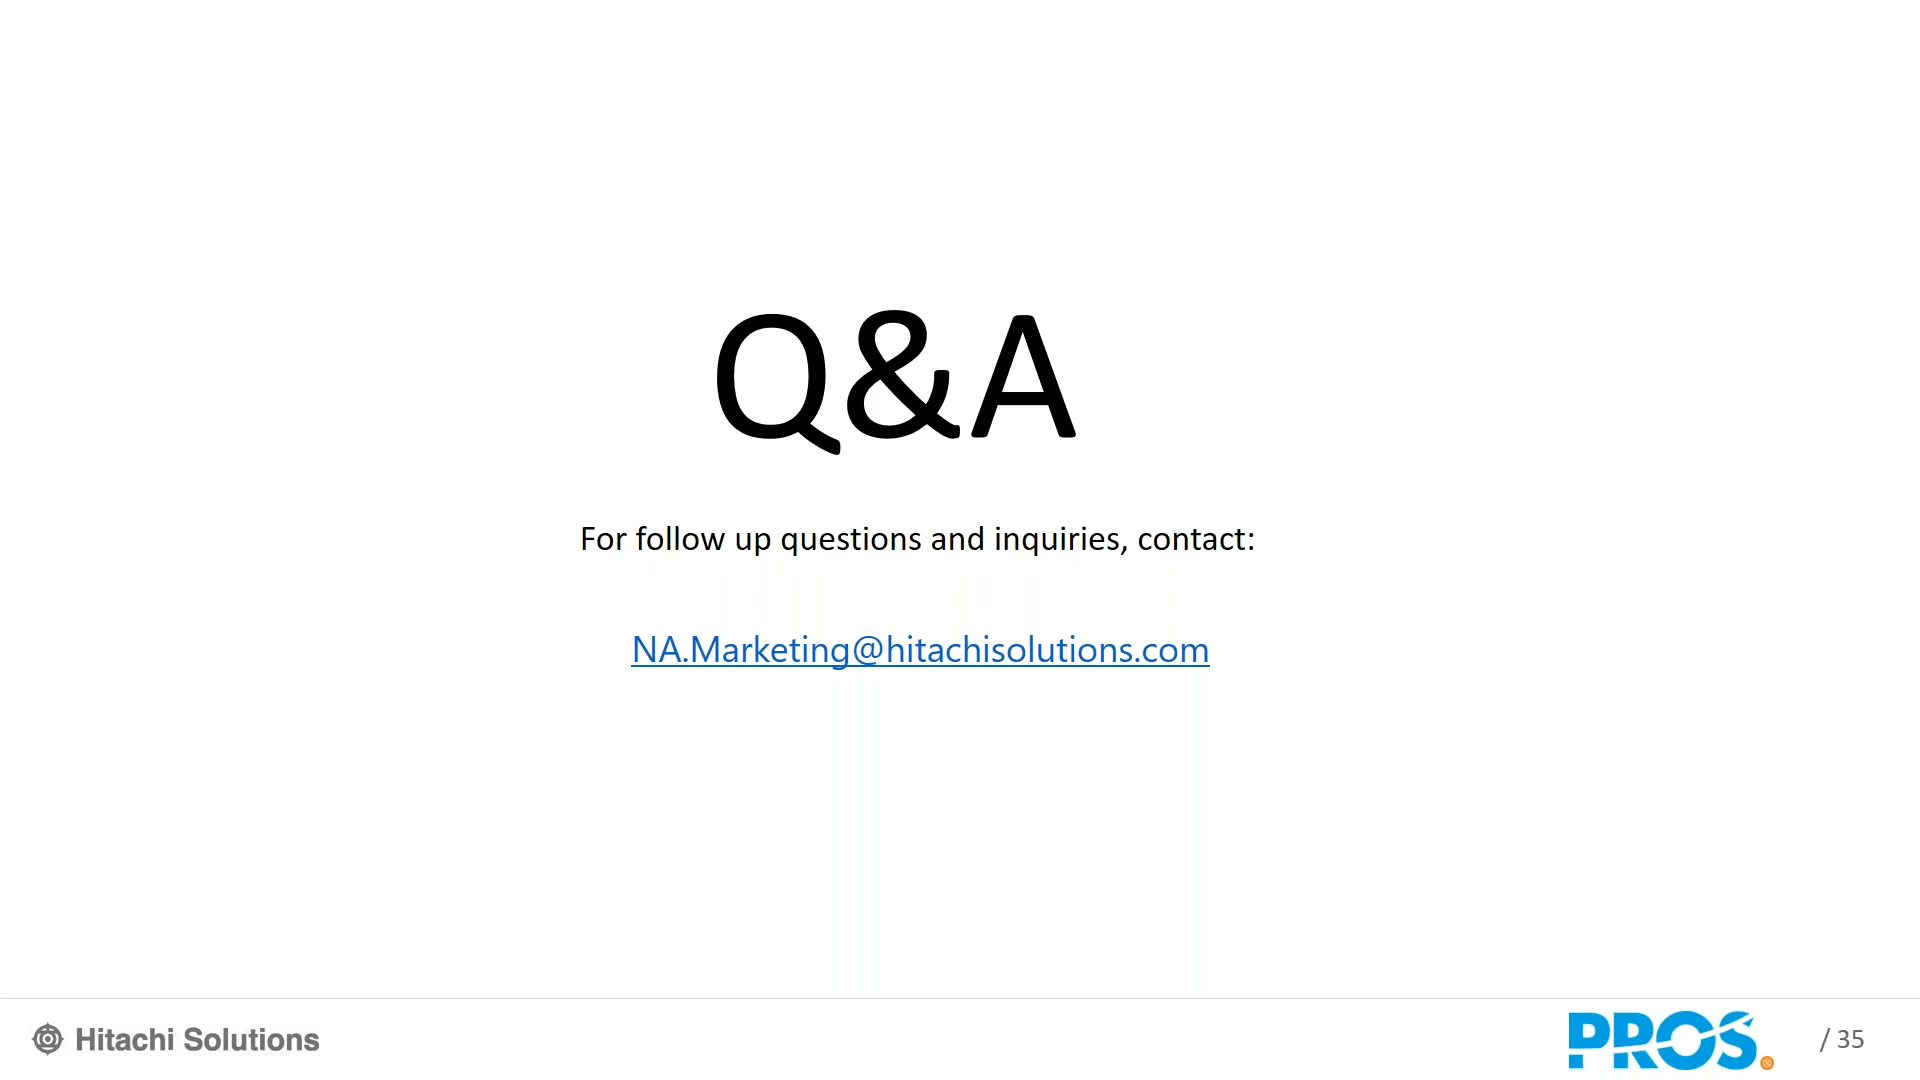 Q&A
For follow up questions and inquiries, contact:
NA.Marketing@hitachisolutions.com
Hitachi Solutions
PROS
/ 35